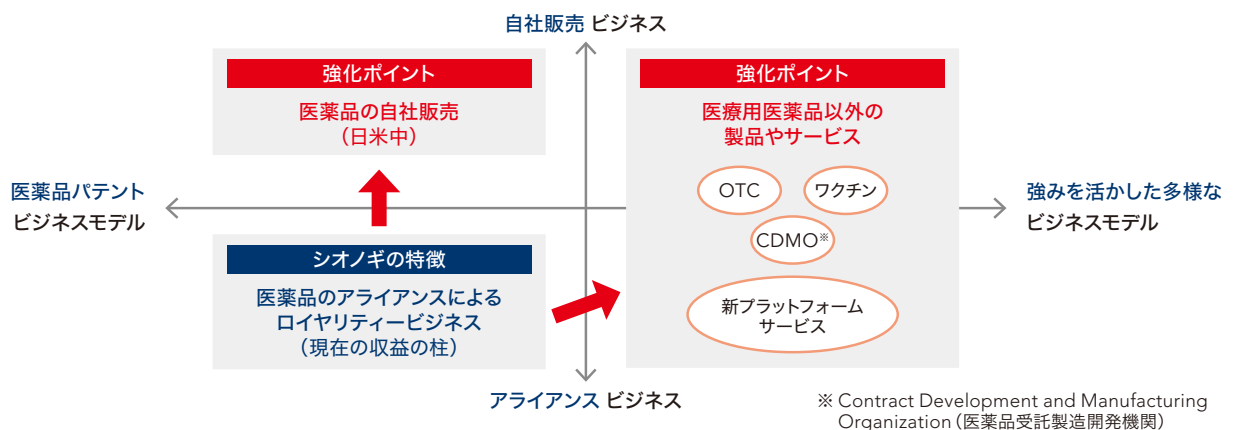 自社販売 ビジネス
強化ポイント
医薬品の自社販売
（日米中）
強化ポイント
医療用医薬品以外の
製品やサービス
OTC
ワクチン
CDMO※
新プラットフォーム
サービス
医薬品パテント
ビジネスモデル
強みを活かした多様な
ビジネスモデル
シオノギの特徴
医薬品のアライアンスによる
ロイヤリティービジネス
（現在の収益の柱）
アライアンス ビジネス
※ Contract Development and Manufacturing
Organization（医薬品受託製造開発機関）